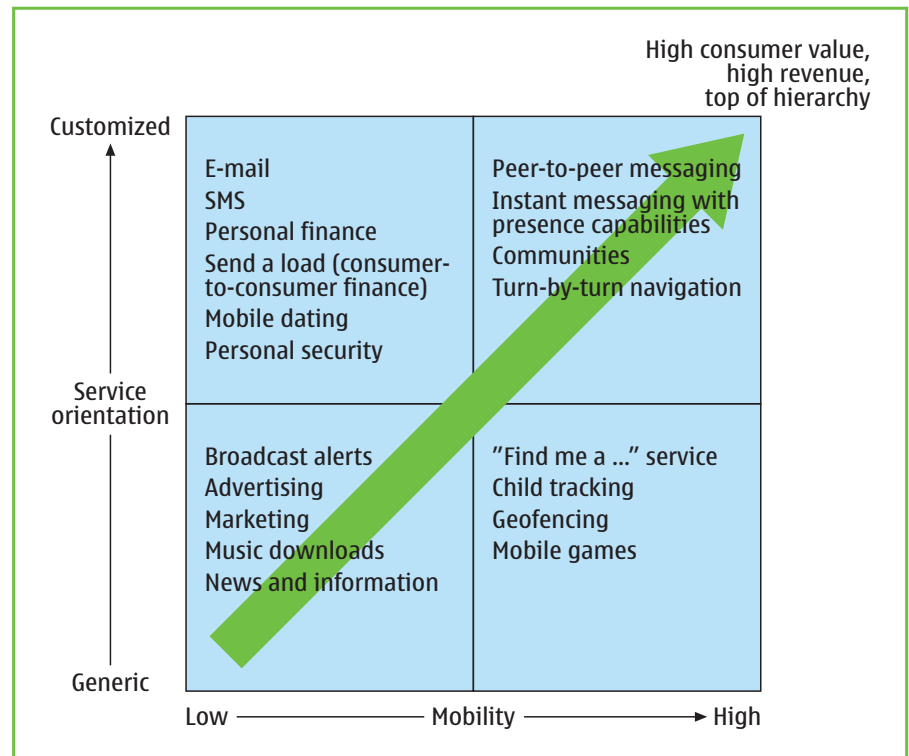 High consumer value,
high revenue,
top of hierarchy
Customized
E-mail
SMS
Personal finance
Send a load (consumer-
to-consumer finance)
Mobile dating
Personal security
Peer-to-peer messaging
Instant messaging with
presence capabilities
Communities
Turn-by-turn navigation
Service
orientation
Broadcast alerts
Advertising
Marketing
Music downloads
News and information
”Find me a ...” service
Child tracking
Geofencing
Mobile games
Generic
Low
Mobility
High